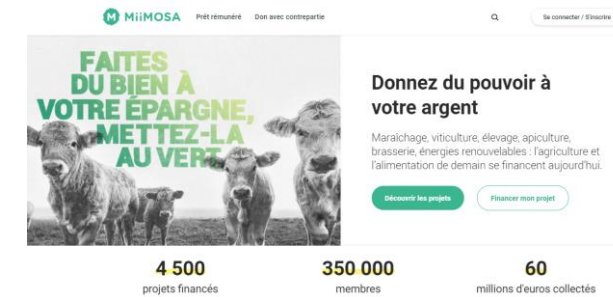 MiiMOSA
Prêt rémunéré
Don avec contrepartie
Se connecter / S'inscrire
FAITES
DU BIEN À
VOTRE ÉPARGNE,
METTEZ-LA
AU VERT
Donnez du pouvoir à
votre argent
Maraîchage, viticulture, élevage, apiculture,
brasserie, énergies renouvelables : l'agriculture et
l'alimentation de demain se financent aujourd'hui.
Découvrir les projets
Financer mon projet
4 500
projets financés
350 000
membres
60
millions d'euros collectés